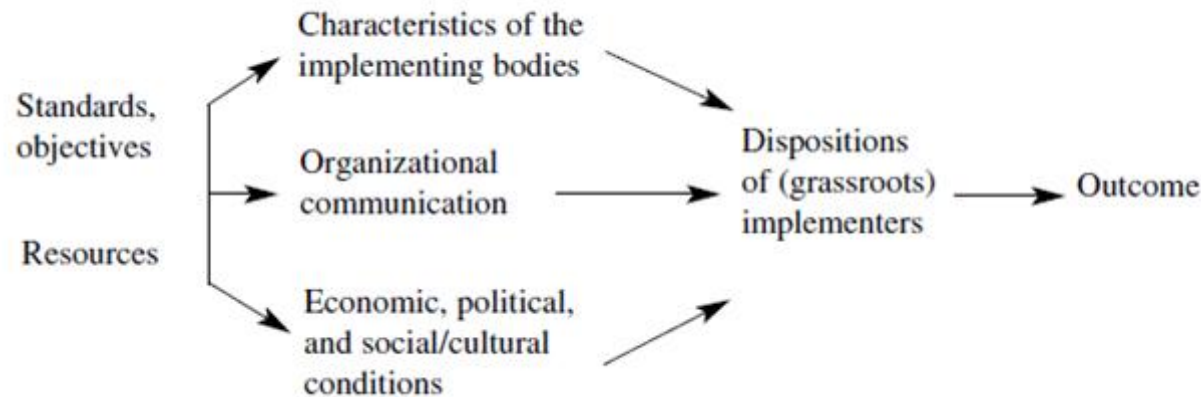 Standards,
objectives
Resources
Characteristics of the
implementing bodies
Organizational
communication
Economic, political,
and social/cultural
conditions
Dispositions
of (grassroots)
implementers
Outcome